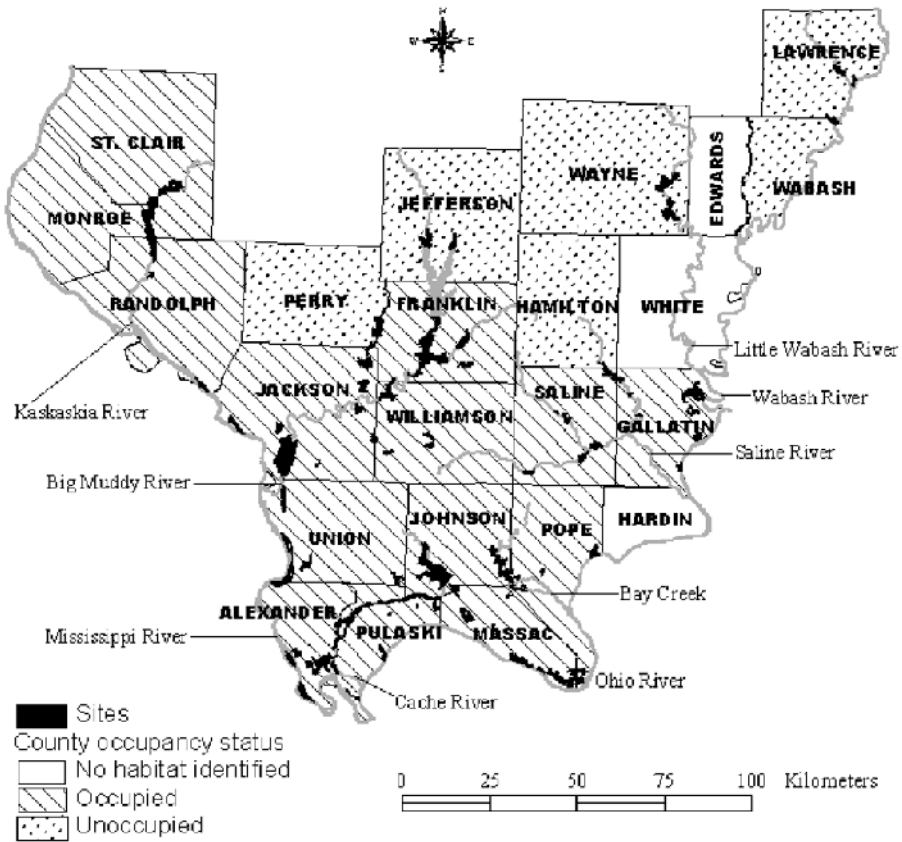 N
W E
S
LAWRENCE
ST. CLAIR
WAYNE
EDWARDS
WABASH
MONROE
JEFFERSON
RANDOLPH
PERRY
FRANKLIN
HAMILTON
WHITE
Little Wabash River
JACKSON
SALINE
Wabash River
Kaskaskia River
WILLIAMSON
GALLATIN
Saline River
Big Muddy River
JOHNSON
HARDIN
UNION
POPE
Bay Creek
ALEXANDER
Mississippi River
PULASKI
MASSAC
Ohio River
Cache River
Sites
County occupancy status
No habitat identified
Occupied
Unoccupied
0 25 50 75 100 Kilometers